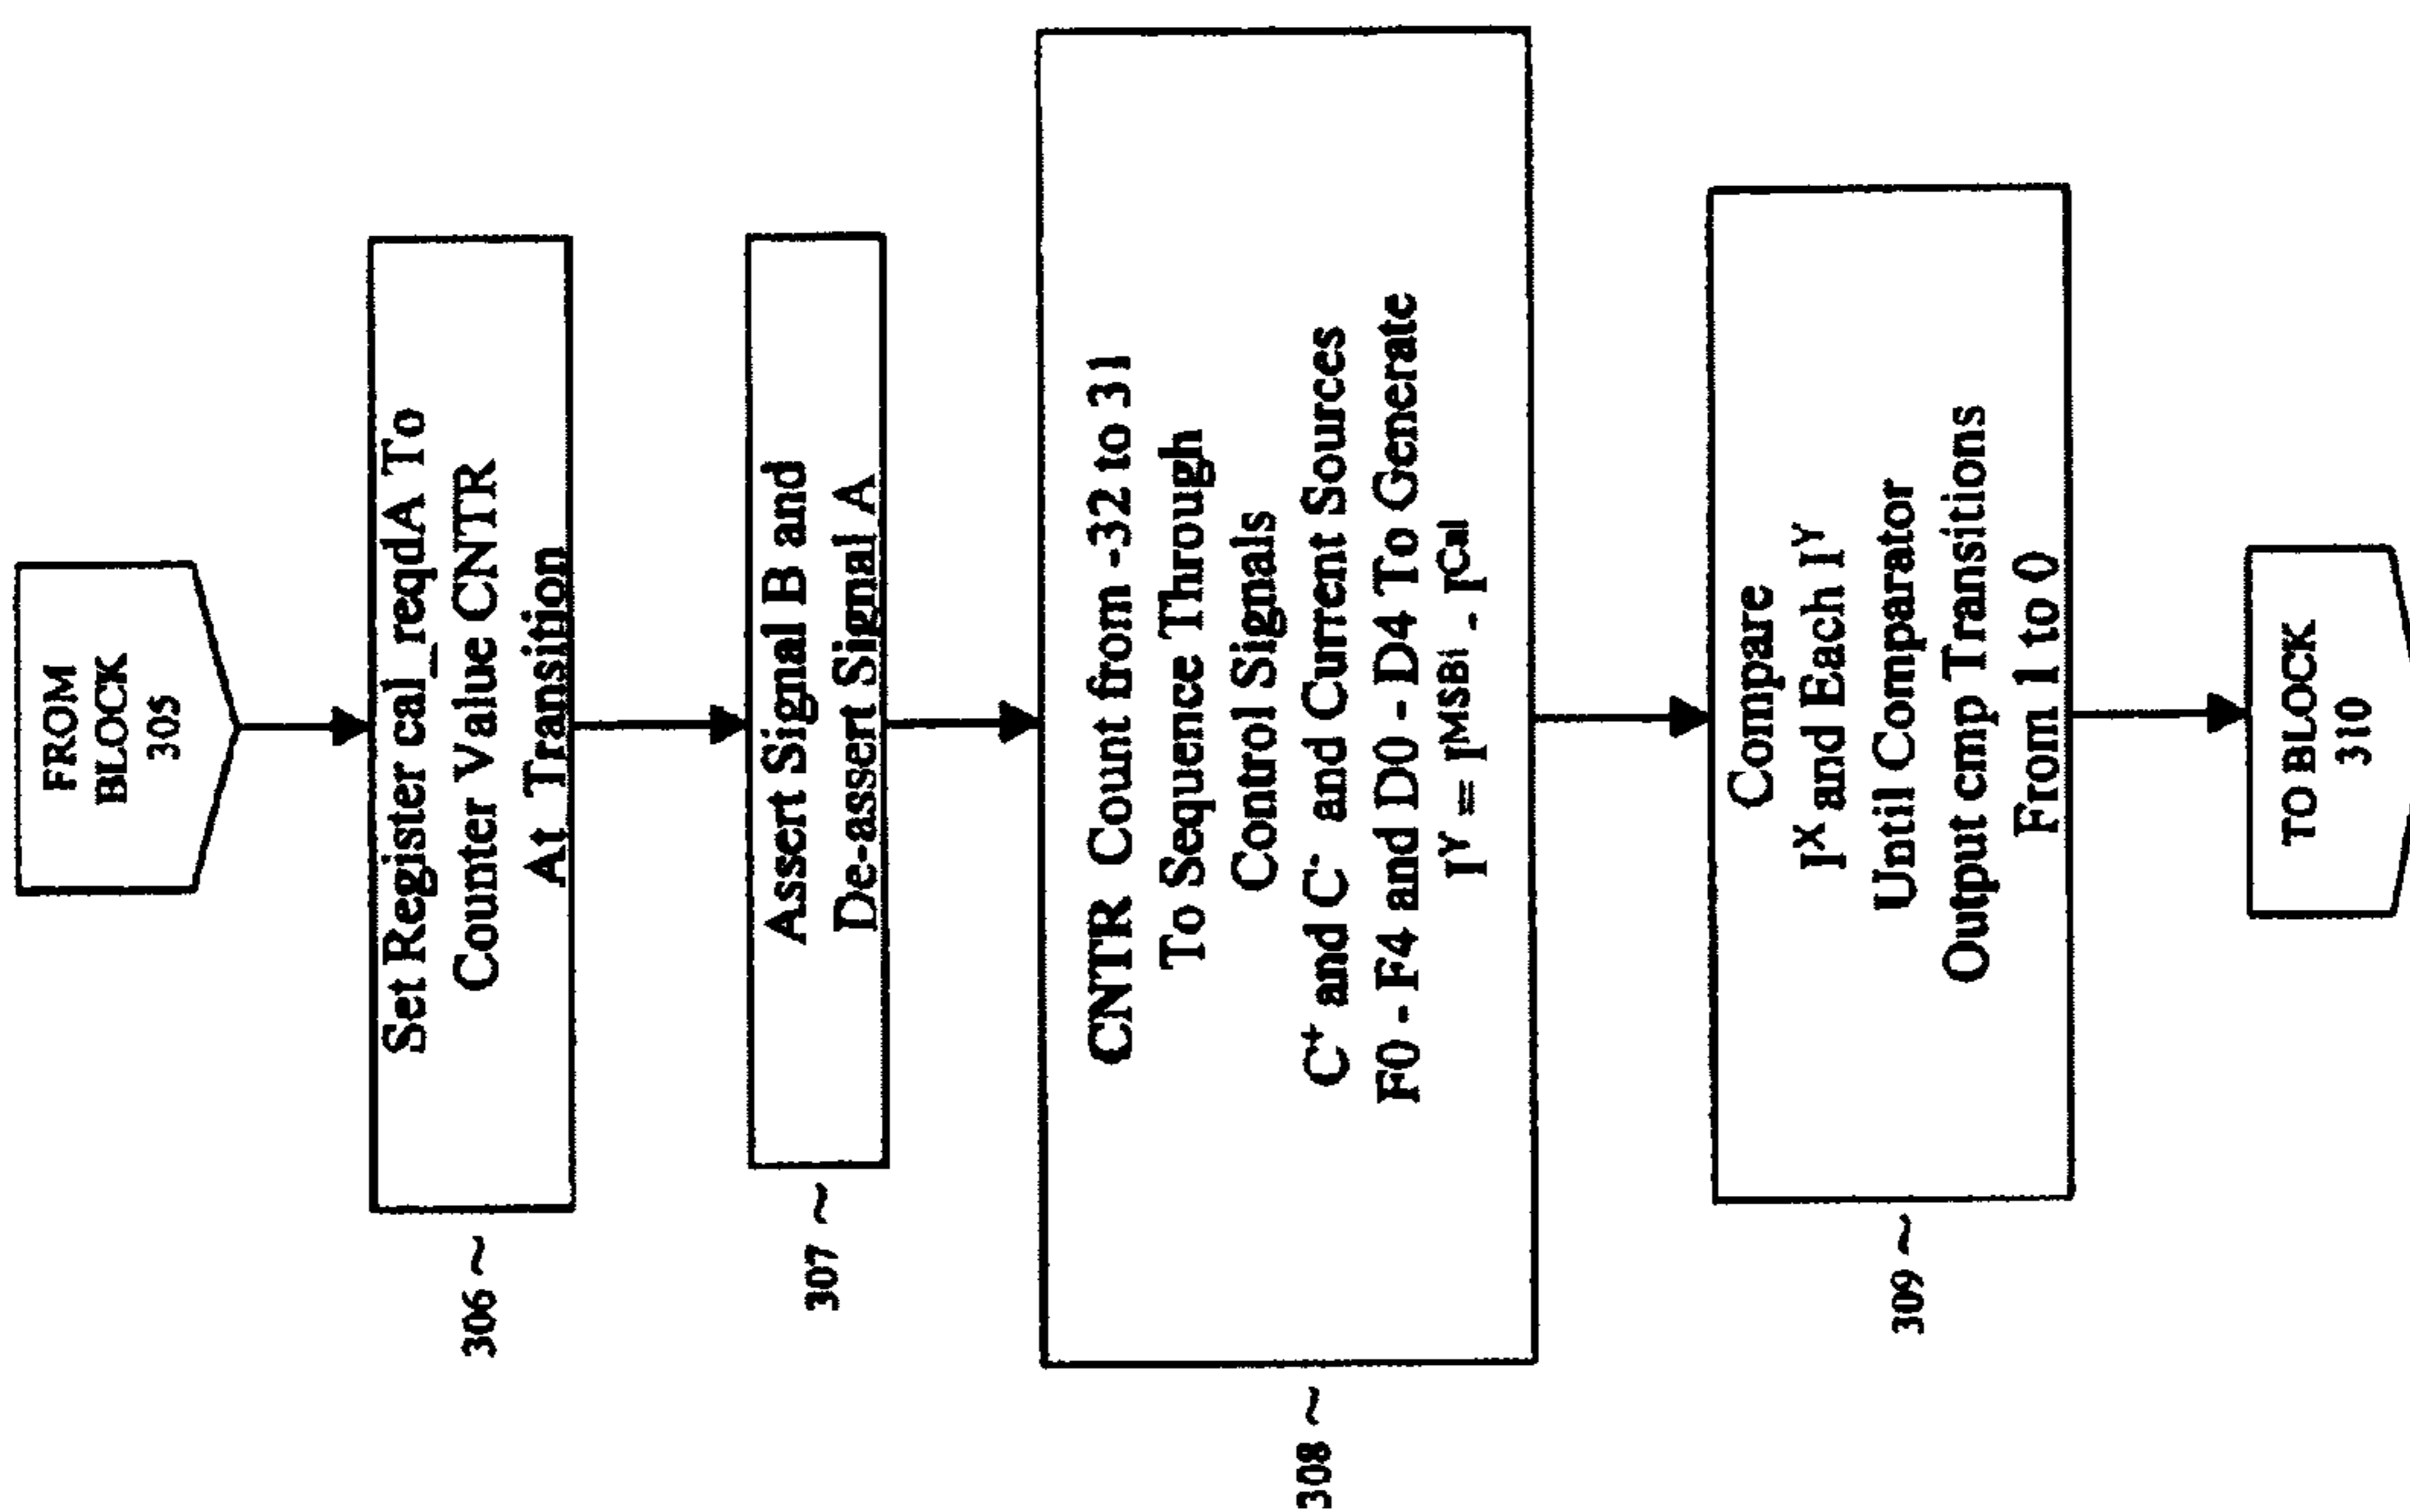 FROM
BLOCK
305
Set Register cal_reqdA To
Counter Value CNTR
At Transition
306 ~
Assert Signal B and
De-assert Signal A
307 ~
CNTR Count from -32 to 31
To Sequence Through
Control Signals
C⁺ and C⁻ and Current Sources
F0 - F4 and D0 - D4 To Generate
Iʸ = Iᴹˢᴮⁱ - Iᶜᵃˡ
308 ~
Compare
Iˣ and Each Iʸ
Until Comparator
Output cmp Transitions
From 1 to 0
309 ~
TO BLOCK
310